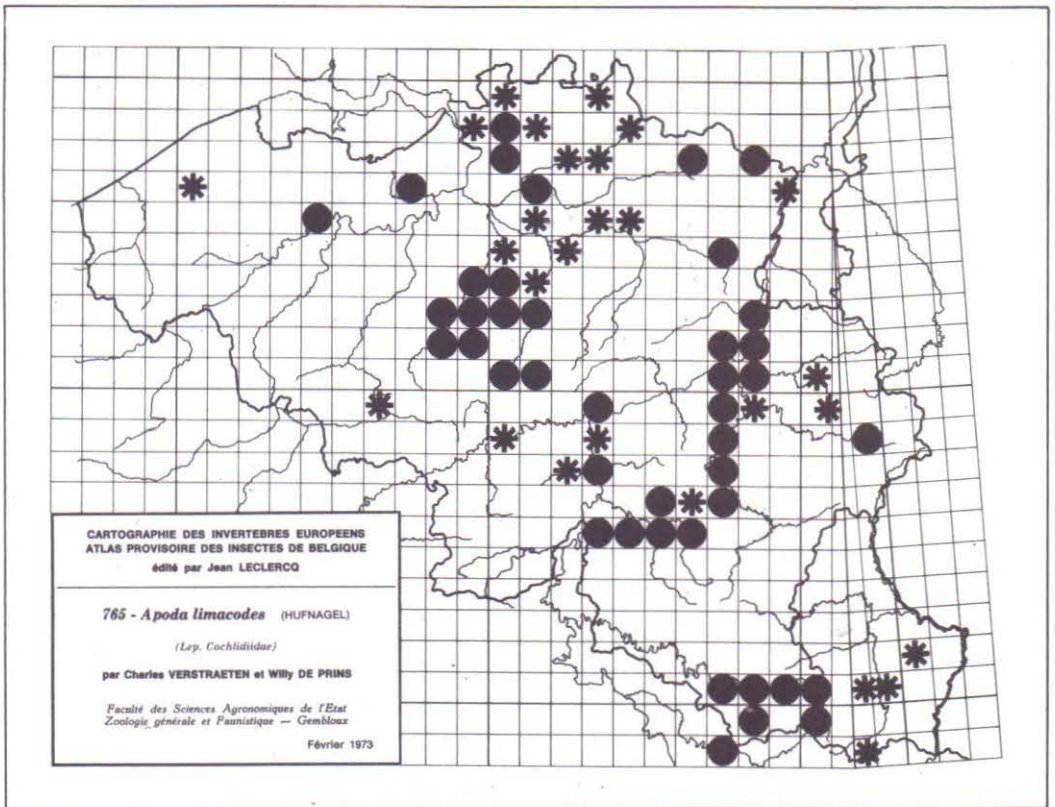 CARTOGRAPHIE DES INVERTEBRES EUROPEENS
ATLAS PROVISOIRE DES INSECTES DE BELGIQUE
édité par Jean LECLERCQ
765 - Apoda limacodes (HUFNAGEL)
(Lep. Cochlidiidae)
par Charles VERSTRAETEN et Willy DE PRINS
Faculté des Sciences Agronomiques de l'Etat
Zoologie générale et Faunistique — Gembloux
Février 1973